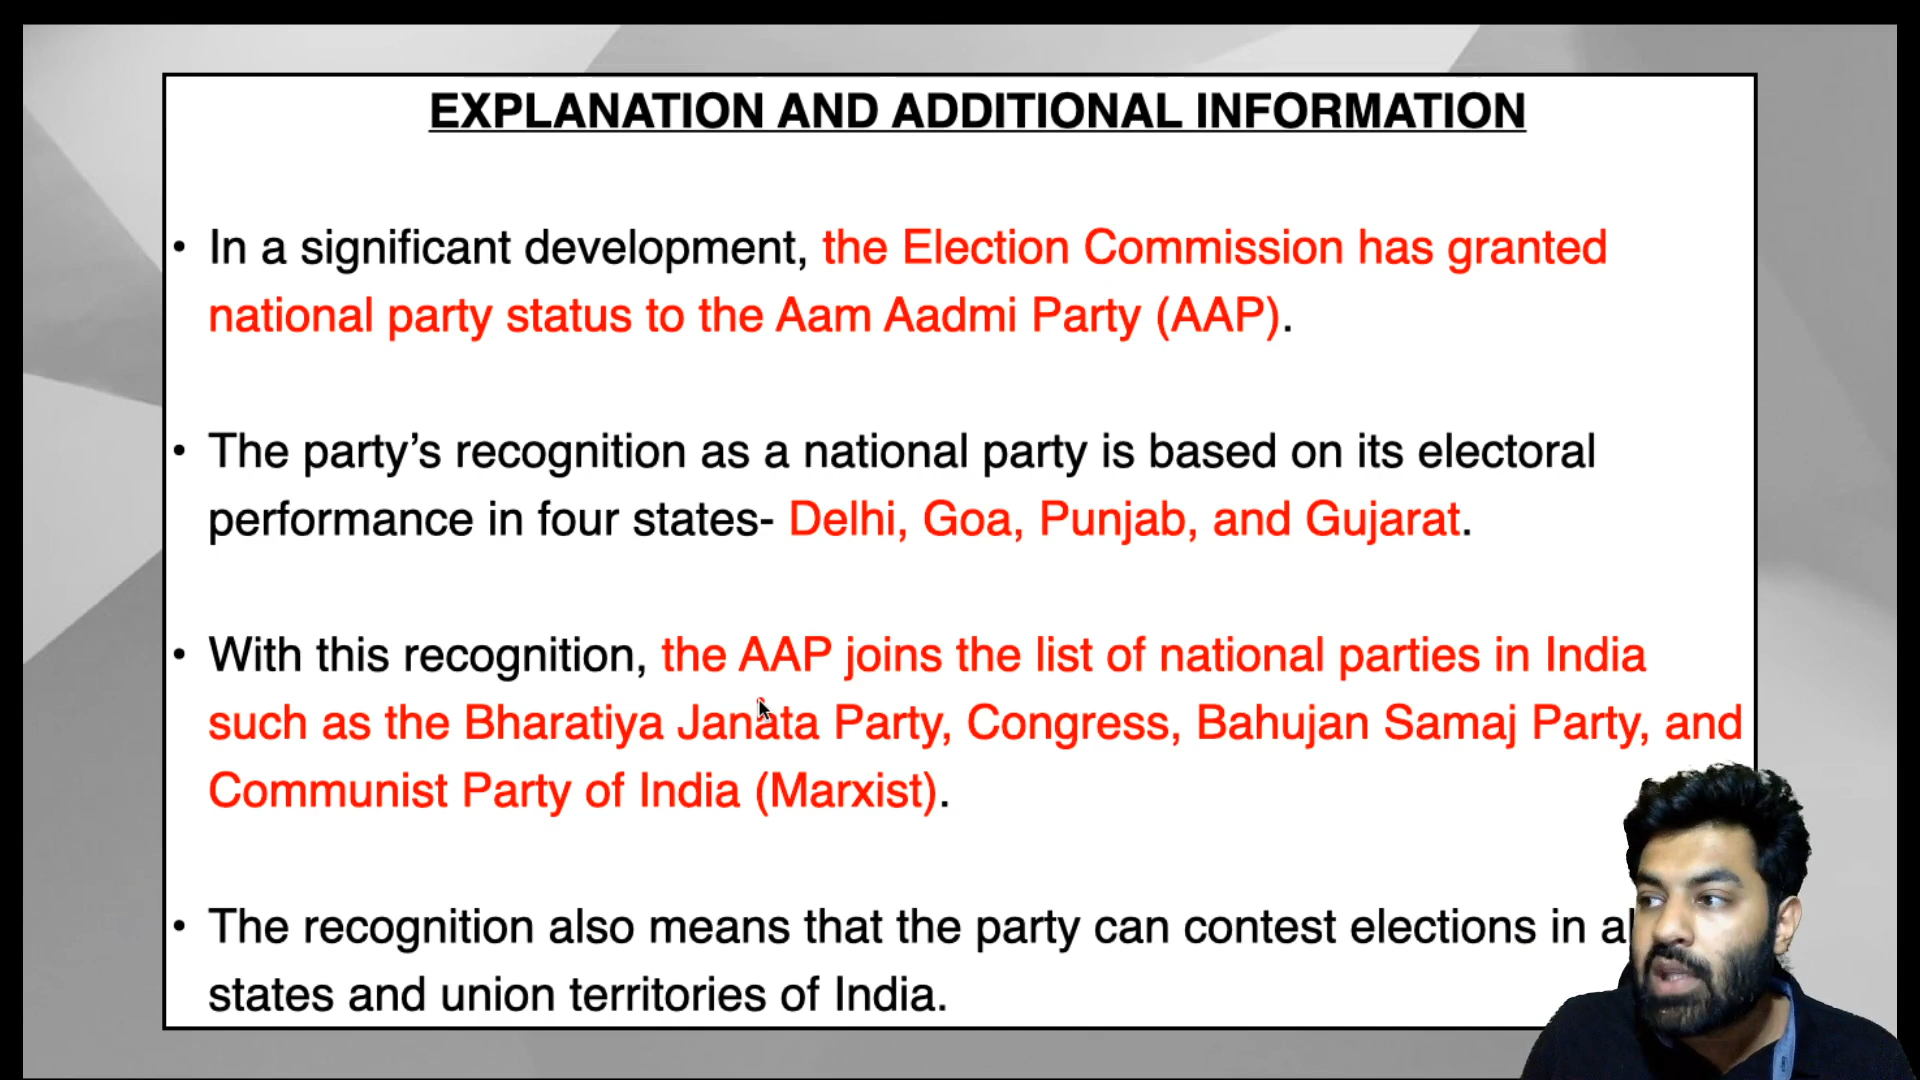 EXPLANATION AND ADDITIONAL INFORMATION
• In a significant development, the Election Commission has granted
national party status to the Aam Aadmi Party (AAP).
• The party’s recognition as a national party is based on its electoral
performance in four states- Delhi, Goa, Punjab, and Gujarat.
• With this recognition, the AAP joins the list of national parties in India
such as the Bharatiya Janata Party, Congress, Bahujan Samaj Party, and
Communist Party of India (Marxist).
• The recognition also means that the party can contest elections in
states and union territories of India.